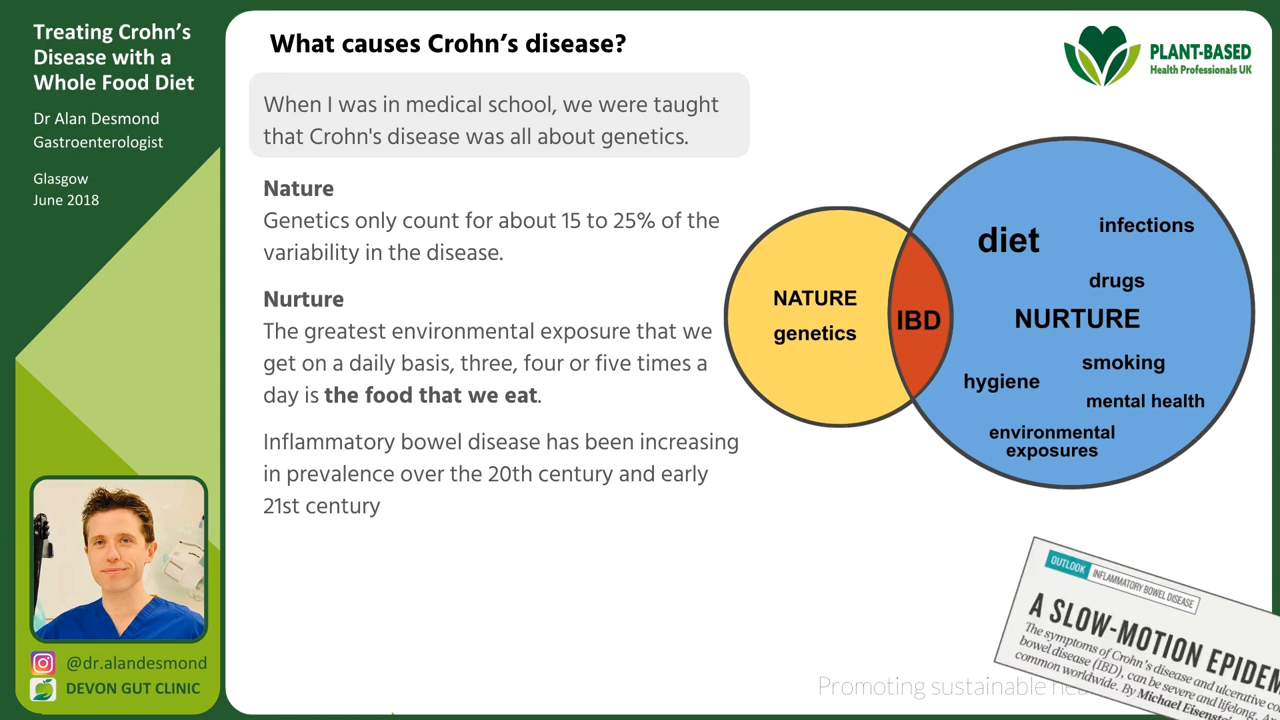 Treating Crohn's
Disease with a
Whole Food Diet
Dr Alan Desmond
Gastroenterologist
Glasgow
June 2018
@dr.alandesmond
DEVON GUT CLINIC
What causes Crohn's disease?
When I was in medical school, we were taught
that Crohn's disease was all about genetics.
Nature
Genetics only count for about 15 to 25% of the
variability in the disease.
Nurture
The greatest environmental exposure that we
get on a daily basis, three, four or five times a
day is the food that we eat.
Inflammatory bowel disease has been increasing
in prevalence over the 20th century and early
21st century
PLANT-BASED
Health Professionals UK
NATURE
genetics
IBD
diet
infections
drugs
NURTURE
smoking
hygiene
mental health
environmental
exposures
OUTLOOK INFLAMMATORY BOWEL DISEASE
A SLOW-MOTION
The symptoms of Crohn's disease and ulcerative
bowel disease (IBD), can be severe and lifelong.
common worldwide. By Michael
Promoting sustainable